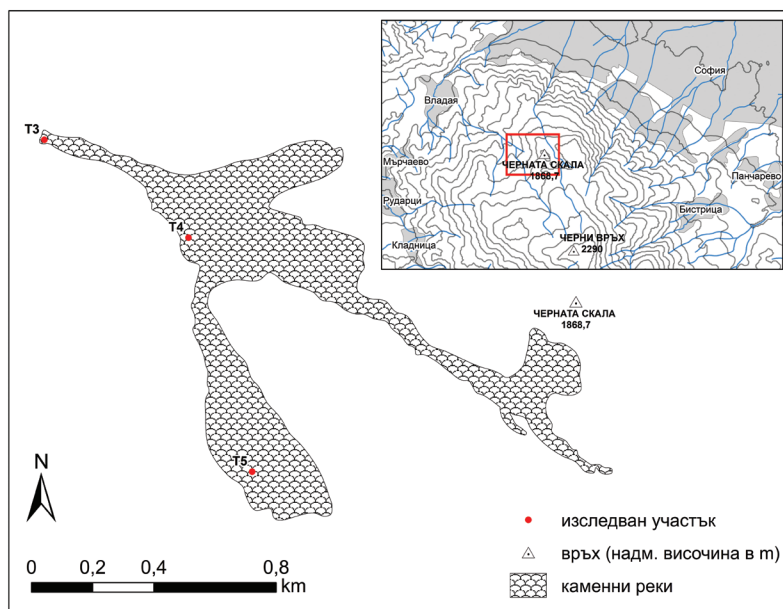 София
Владая
ЧЕРНАТА СКАЛА
1868,7
Мърчаево
Панчарево
Рударци
Бистрица
Кладница
ЧЕРНИ ВРЪХ
2290
T3
T4
ЧЕРНАТА СКАЛА
1868,7
T5
N
0 0,2 0,4 0,8
km
изследван участък
връх (надм. височина в m)
каменни реки